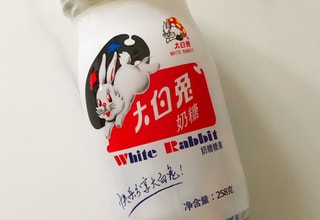 大白兔
WHITE RABBIT
大白兔
奶糖
White Rabbit
奶糖糖果
快乐分享大白兔!
净含量:258克